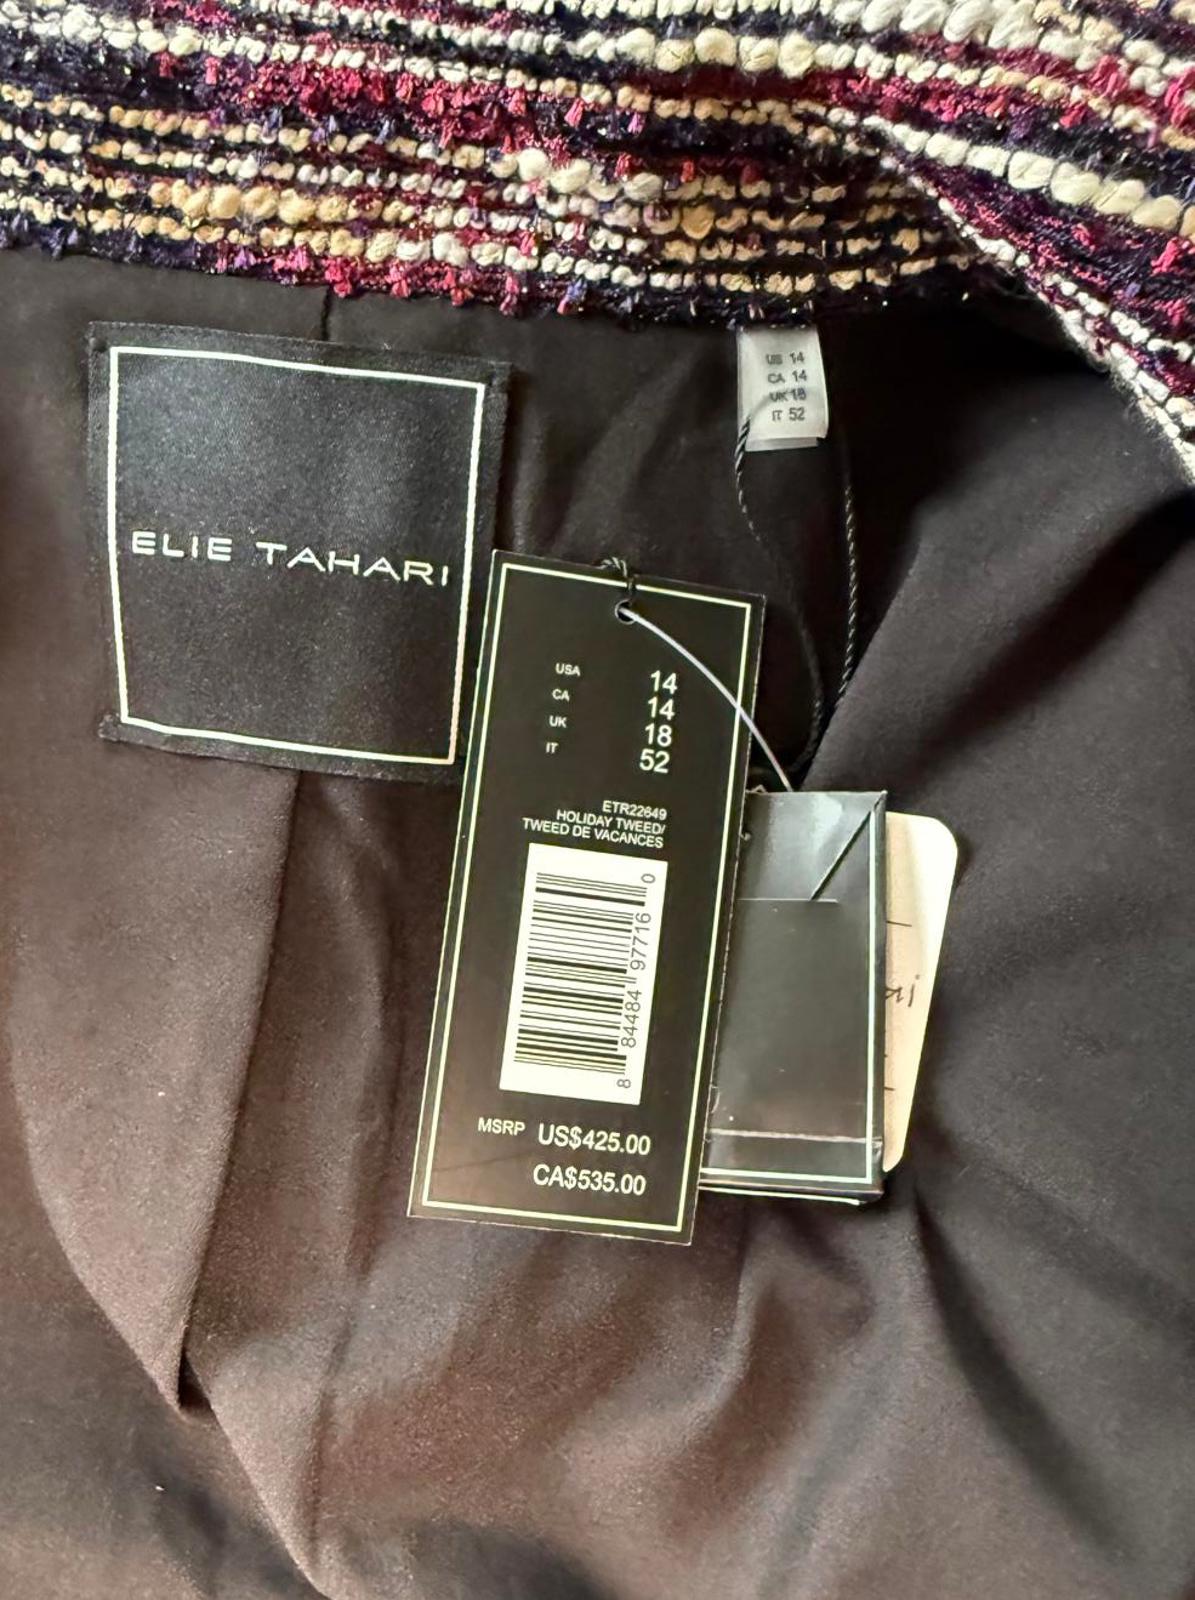 US 14
CA 14
UK 18
IT 52
ELIE TAHARI
USA 14
CA 14
UK 18
IT 52
ETR22649
HOLIDAY TWEED/
TWEED DE VACANCES
8 84484 97716 0
MSRP US$425.00
CA$535.00